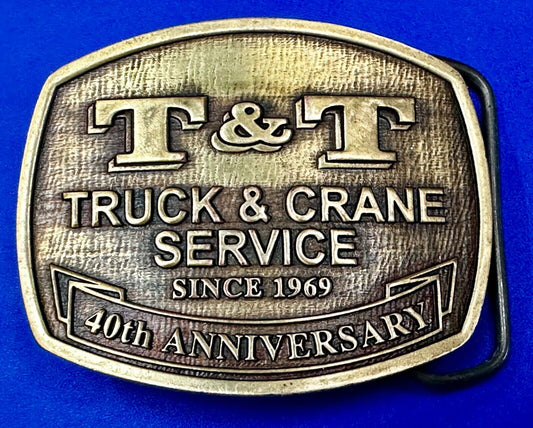 T&T
TRUCK & CRANE
SERVICE
SINCE 1969
40th ANNIVERSARY